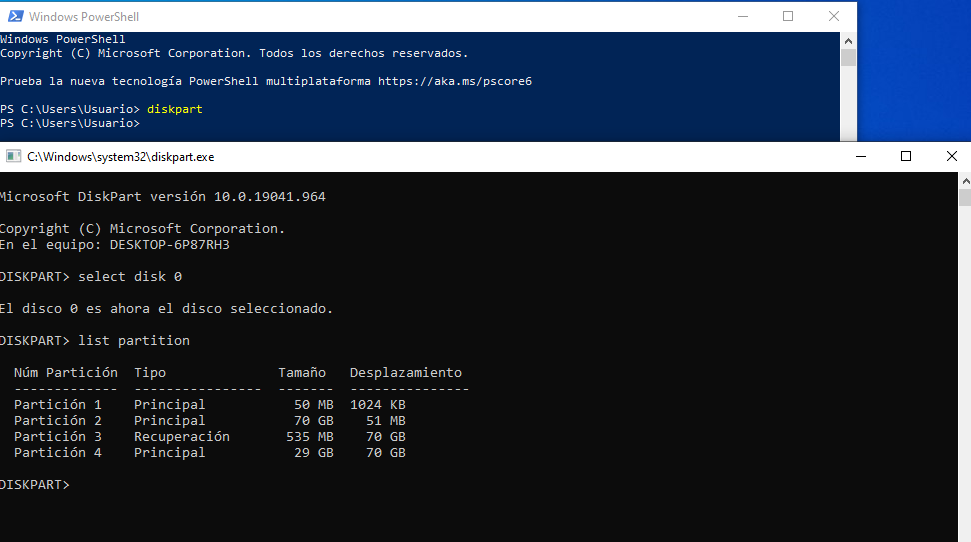 Windows PowerShell
Windows PowerShell
Copyright (C) Microsoft Corporation. Todos los derechos reservados.
Prueba la nueva tecnología PowerShell multiplataforma https://aka.ms/pscore6
PS C:\Users\Usuario> diskpart
PS C:\Users\Usuario>
C:\Windows\system32\diskpart.exe
Microsoft DiskPart versión 10.0.19041.964
Copyright (C) Microsoft Corporation.
En el equipo: DESKTOP-6P87RH3
DISKPART> select disk 0
El disco 0 es ahora el disco seleccionado.
DISKPART> list partition
Núm Partición  Tipo              Tamaño   Desplazamiento
-------------  ----------------  -------  ---------------
Partición 1    Principal           50 MB  1024 KB
Partición 2    Principal           70 GB    51 MB
Partición 3    Recuperación       535 MB    70 GB
Partición 4    Principal           29 GB    70 GB
DISKPART>